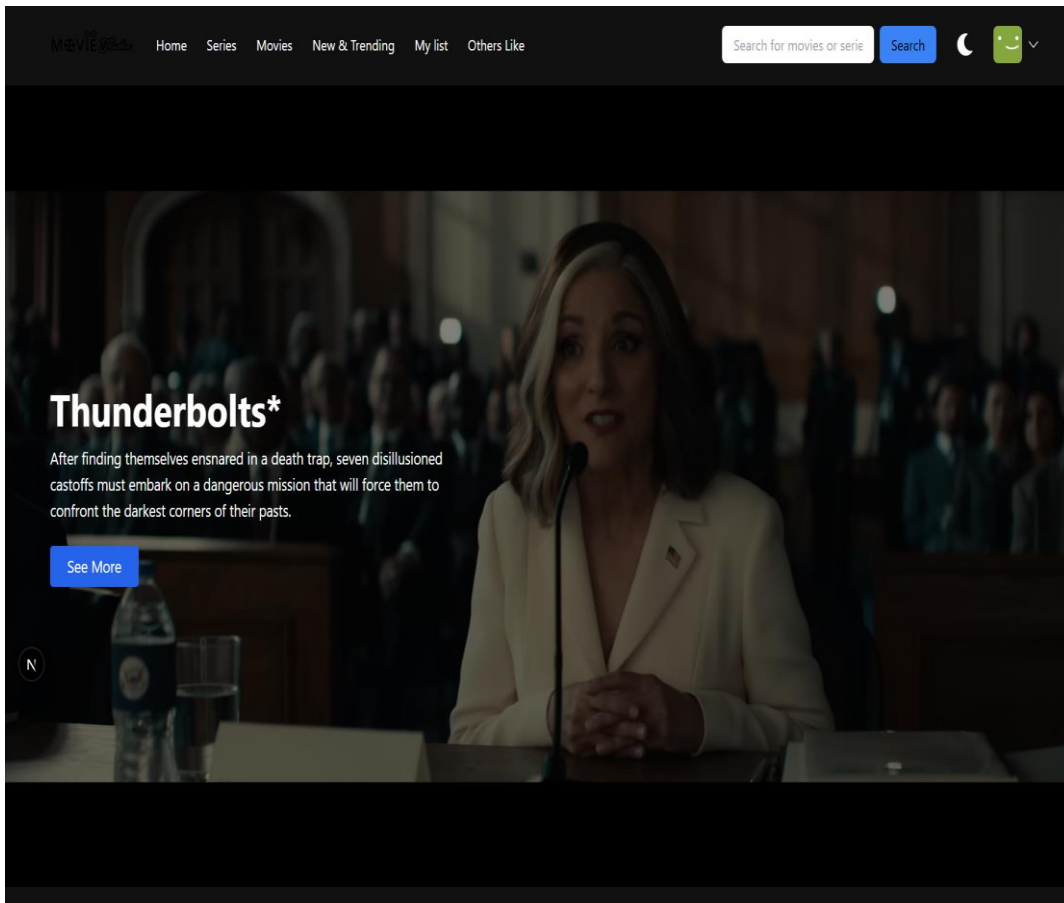 MOVIE
Home
Series
Movies
New & Trending
My list
Others Like
Search for movies or serie
Search
Thunderbolts*
After finding themselves ensnared in a death trap, seven disillusioned
castoffs must embark on a dangerous mission that will force them to
confront the darkest corners of their pasts.
See More
N